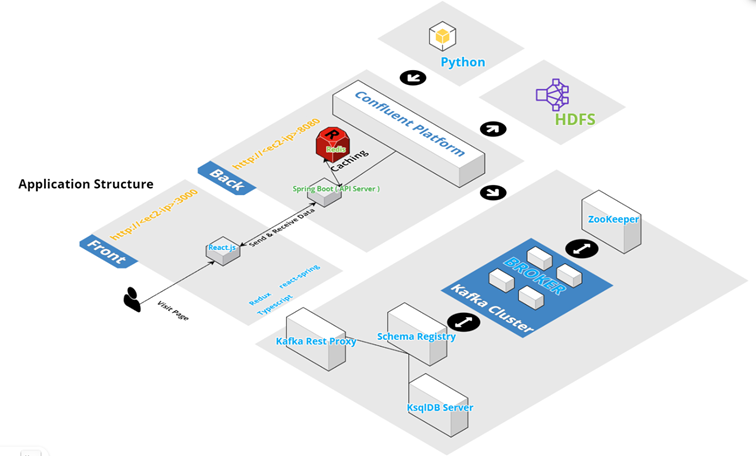 Python
HDFS
Confluent Platform
http://<ec2-ip>:8080
R
Redis
Caching
Back
Spring Boot ( API Server )
Application Structure
http://<ec2-ip>:3000
Front
React.js
Send & Receive Data
Visit Page
Redux react-spring
Typescript
ZooKeeper
BROKER
Kafka Cluster
Kafka Rest Proxy
Schema Registry
KsqlDB Server